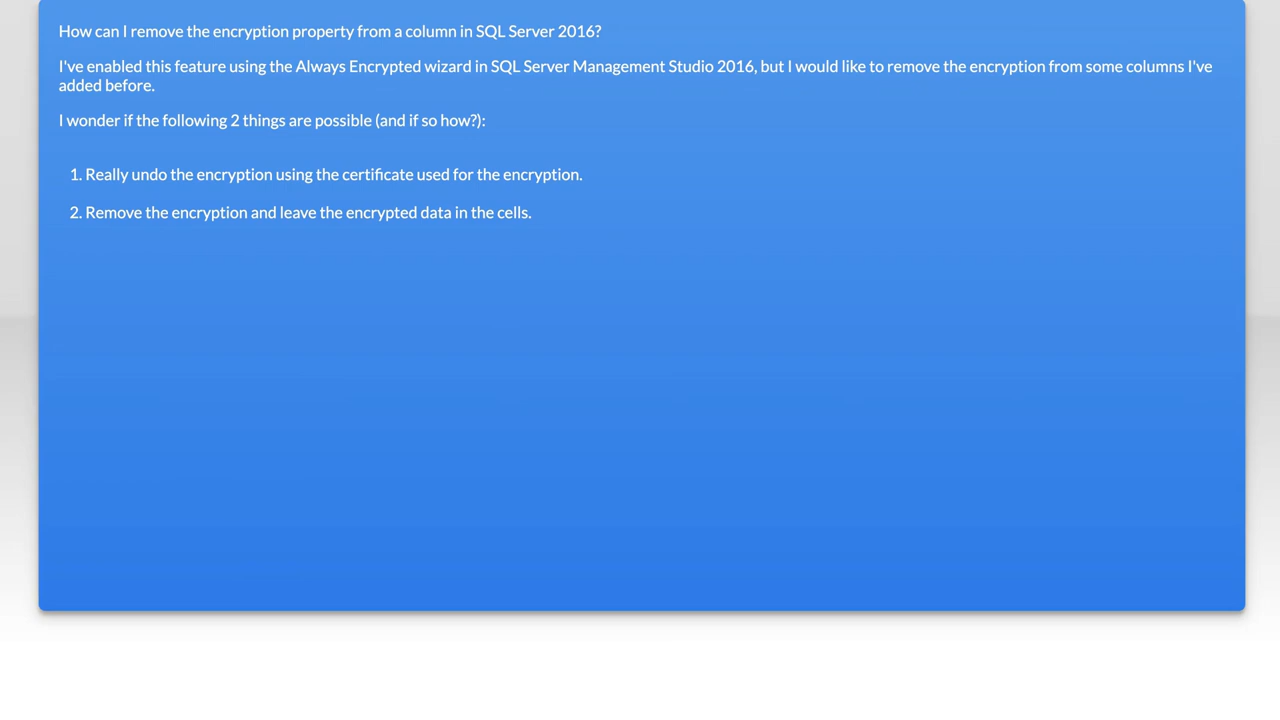 How can I remove the encryption property from a column in SQL Server 2016?
I've enabled this feature using the Always Encrypted wizard in SQL Server Management Studio 2016, but I would like to remove the encryption from some columns I've
added before.
I wonder if the following 2 things are possible (and if so how?):
1. Really undo the encryption using the certificate used for the encryption.
2. Remove the encryption and leave the encrypted data in the cells.